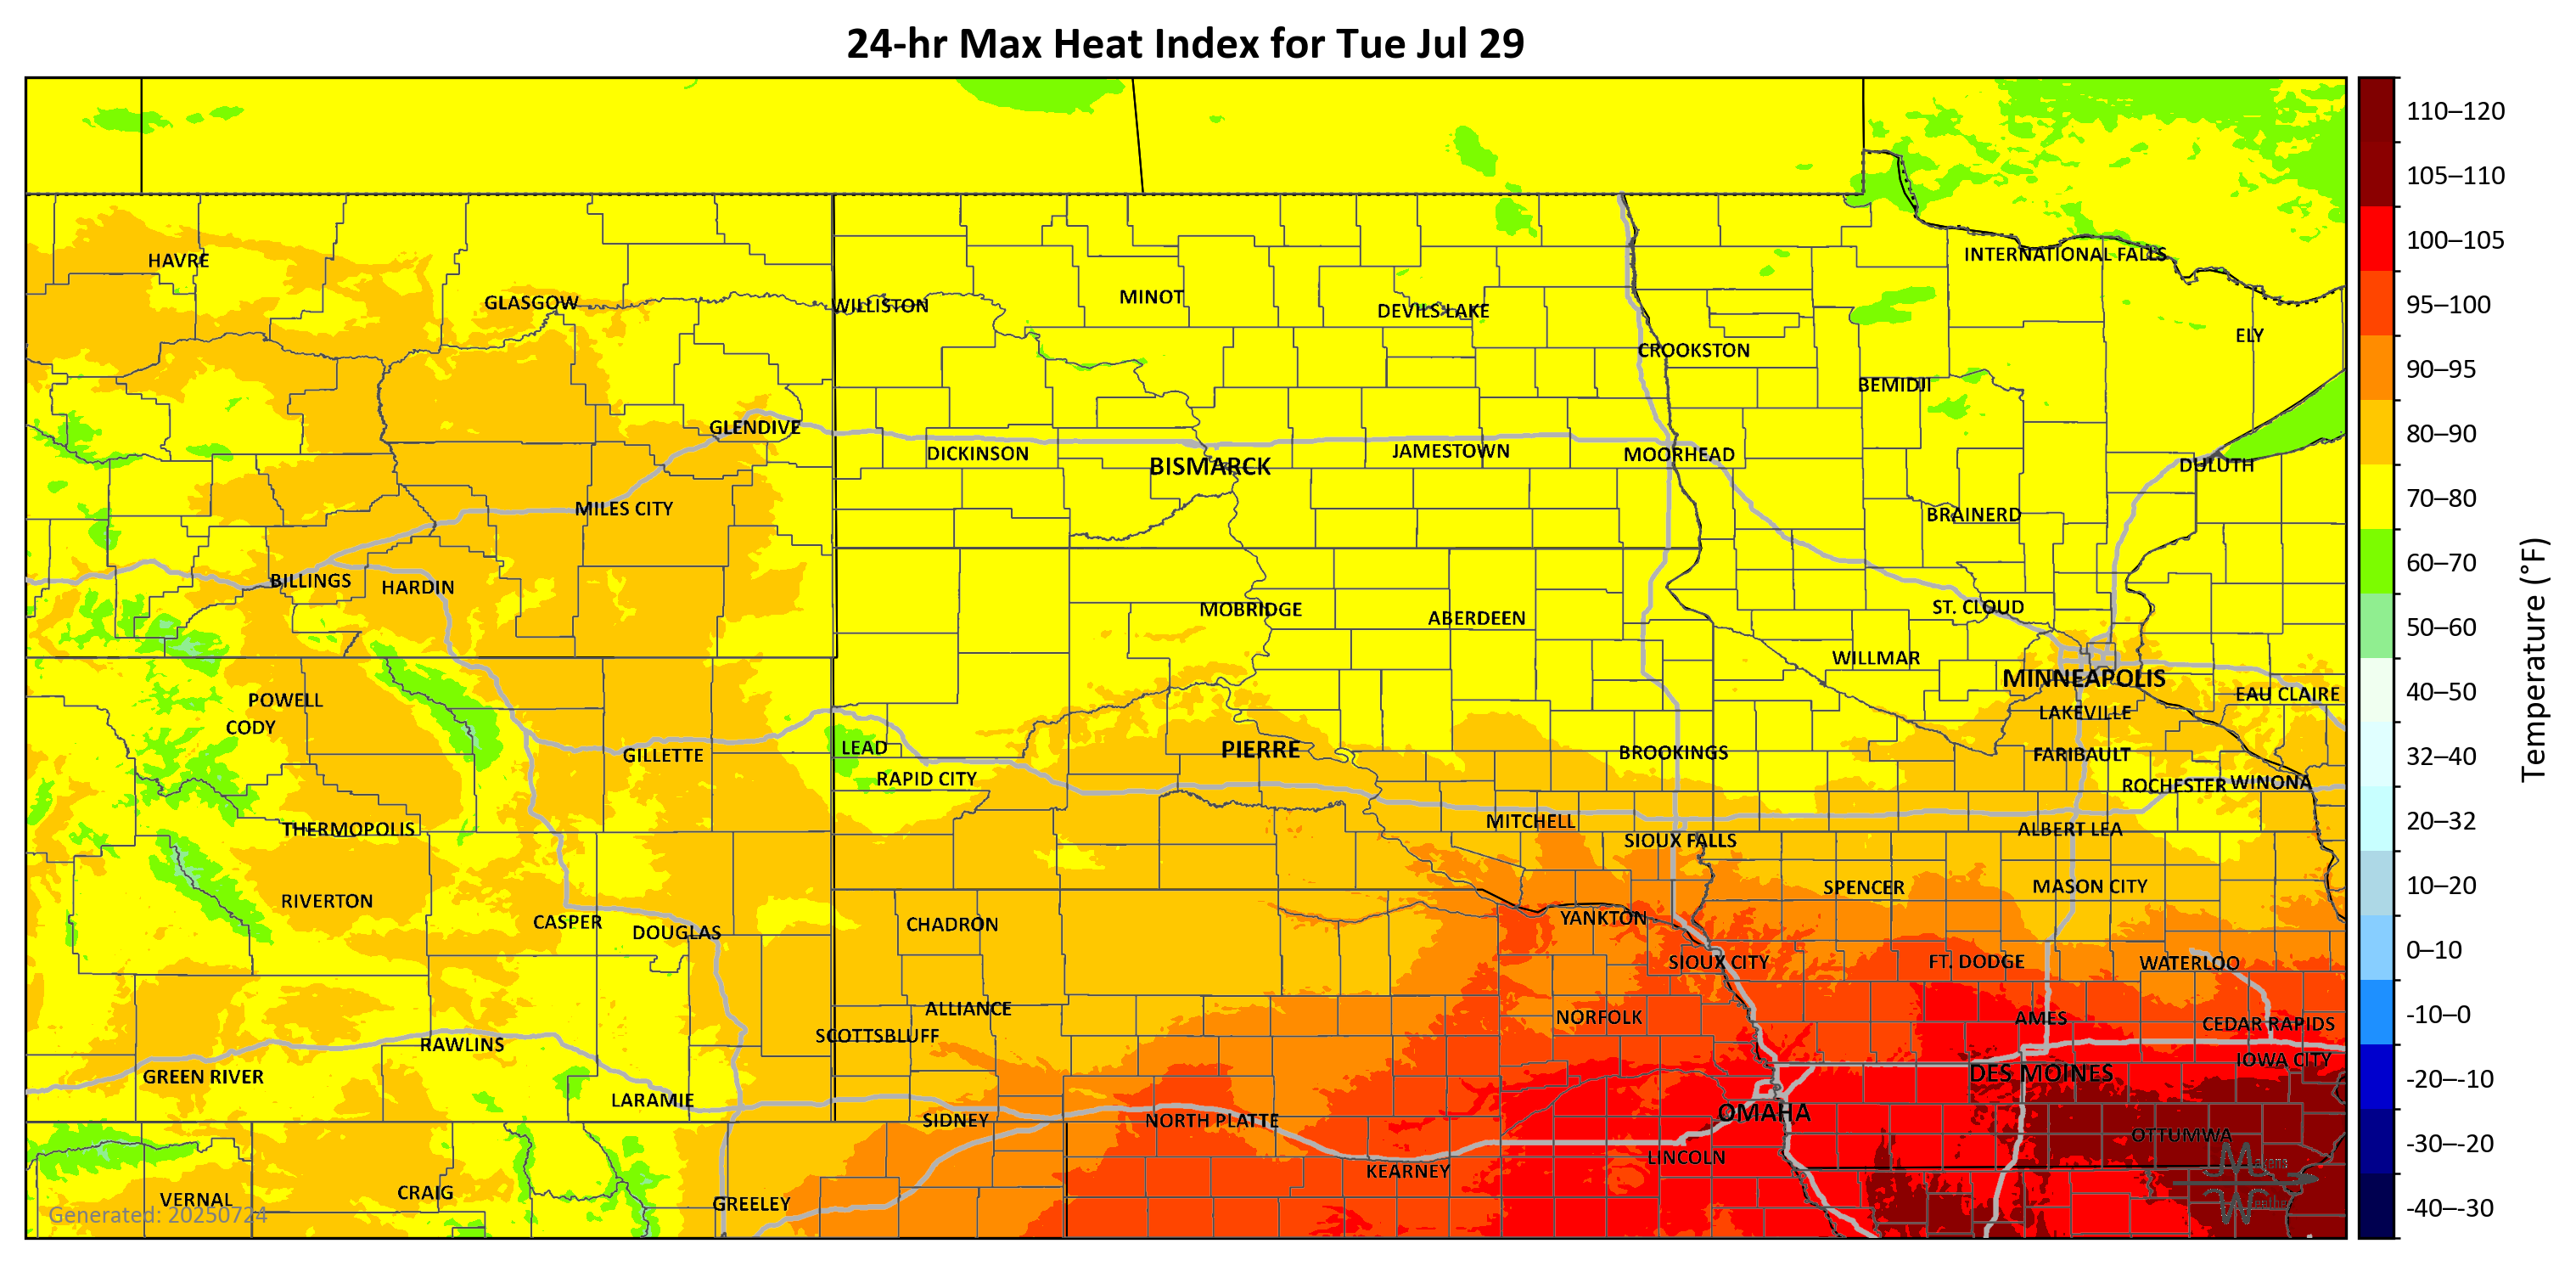 24-hr Max Heat Index for Tue Jul 29
110–120
105–110
100–105
95–100
90–95
80–90
70–80
60–70
50–60
40–50
32–40
20–32
10–20
0–10
-10–0
-20–-10
-30–-20
-40–-30
Temperature (°F)
HAVRE
INTERNATIONAL FALLS
GLASGOW
WILLISTON
MINOT
DEVILS LAKE
ELY
CROOKSTON
BEMIDJI
GLENDIVE
DICKINSON
BISMARCK
JAMESTOWN
MOORHEAD
DULUTH
MILES CITY
BRAINERD
BILLINGS
HARDIN
MOBRIDGE
ABERDEEN
ST. CLOUD
WILLMAR
MINNEAPOLIS
EAU CLAIRE
POWELL
CODY
LAKEVILLE
GILLETTE
LEAD
PIERRE
BROOKINGS
FARIBAULT
RAPID CITY
ROCHESTER
WINONA
THERMOPOLIS
MITCHELL
SIOUX FALLS
ALBERT LEA
RIVERTON
SPENCER
MASON CITY
CASPER
DOUGLAS
CHADRON
YANKTON
SIOUX CITY
FT. DODGE
WATERLOO
ALLIANCE
NORFOLK
AMES
CEDAR RAPIDS
SCOTTSBLUFF
RAWLINS
IOWA CITY
GREEN RIVER
DES MOINES
LARAMIE
SIDNEY
NORTH PLATTE
OMAHA
OTTUMWA
KEARNEY
LINCOLN
VERNAL
CRAIG
GREELEY
Generated: 20250724